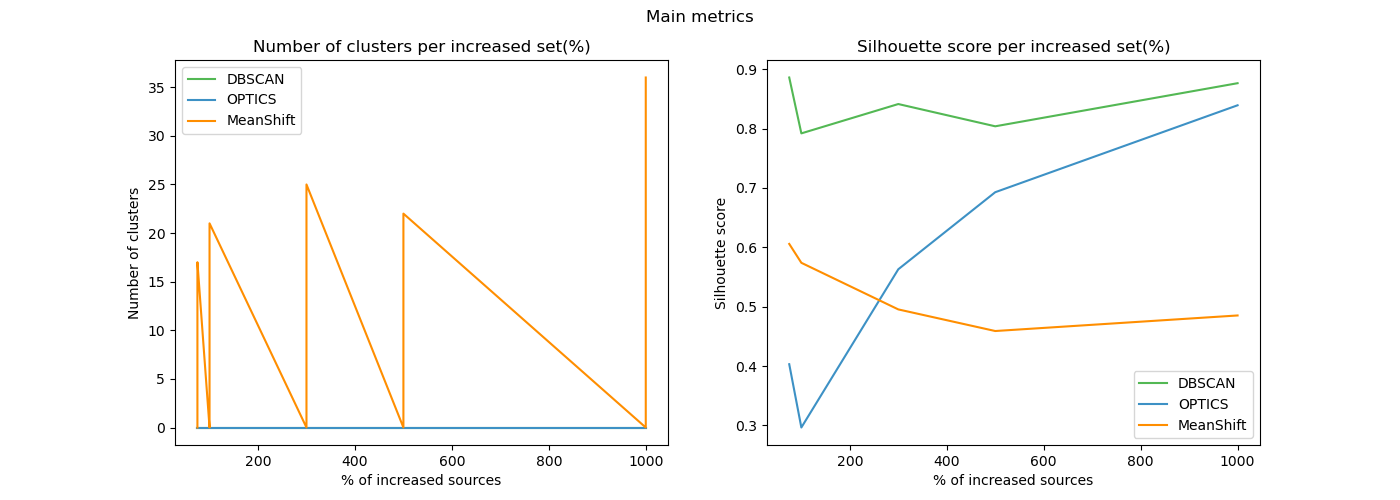 Main metrics
Number of clusters per increased set(%)
DBSCAN
OPTICS
MeanShift
35
30
25
20
15
10
5
0
Number of clusters
200
400
600
800
1000
% of increased sources
Silhouette score per increased set(%)
0.9
0.8
0.7
0.6
0.5
0.4
0.3
Silhouette score
DBSCAN
OPTICS
MeanShift
200
400
600
800
1000
% of increased sources